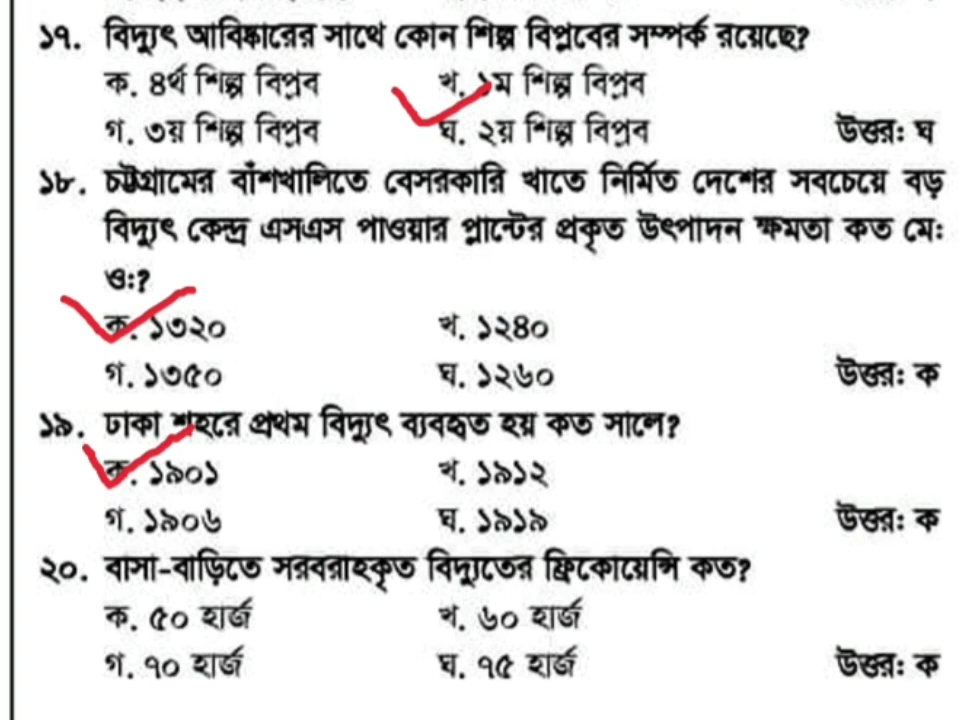 ১৭. বিদ্যুৎ আবিষ্কারের সাথে কোন শিল্প বিপ্লবের সম্পর্ক রয়েছে?
ক. ৪র্থ শিল্প বিপ্লব খ. ১ম শিল্প বিপ্লব
গ. ৩য় শিল্প বিপ্লব ঘ. ২য় শিল্প বিপ্লব উত্তর: ঘ
১৮. চট্টগ্রামের বাঁশখালিতে বেসরকারি খাতে নির্মিত দেশের সবচেয়ে বড়
বিদ্যুৎ কেন্দ্র এসএস পাওয়ার প্লান্টের প্রকৃত উৎপাদন ক্ষমতা কত মে:
ও:?
ক. ১৩২০ খ. ১২৪০
গ. ১৩৫০ ঘ. ১২৬০ উত্তর: ক
১৯. ঢাকা শহরে প্রথম বিদ্যুৎ ব্যবহৃত হয় কত সালে?
ক. ১৯০১ খ. ১৯১২
গ. ১৯০৬ ঘ. ১৯১৯ উত্তর: ক
২০. বাসা-বাড়িতে সরবরাহকৃত বিদ্যুতের ফ্রিকোয়েন্সি কত?
ক. ৫০ হার্জ খ. ৬০ হার্জ
গ. ৭০ হার্জ ঘ. ৭৫ হার্জ উত্তর: ক